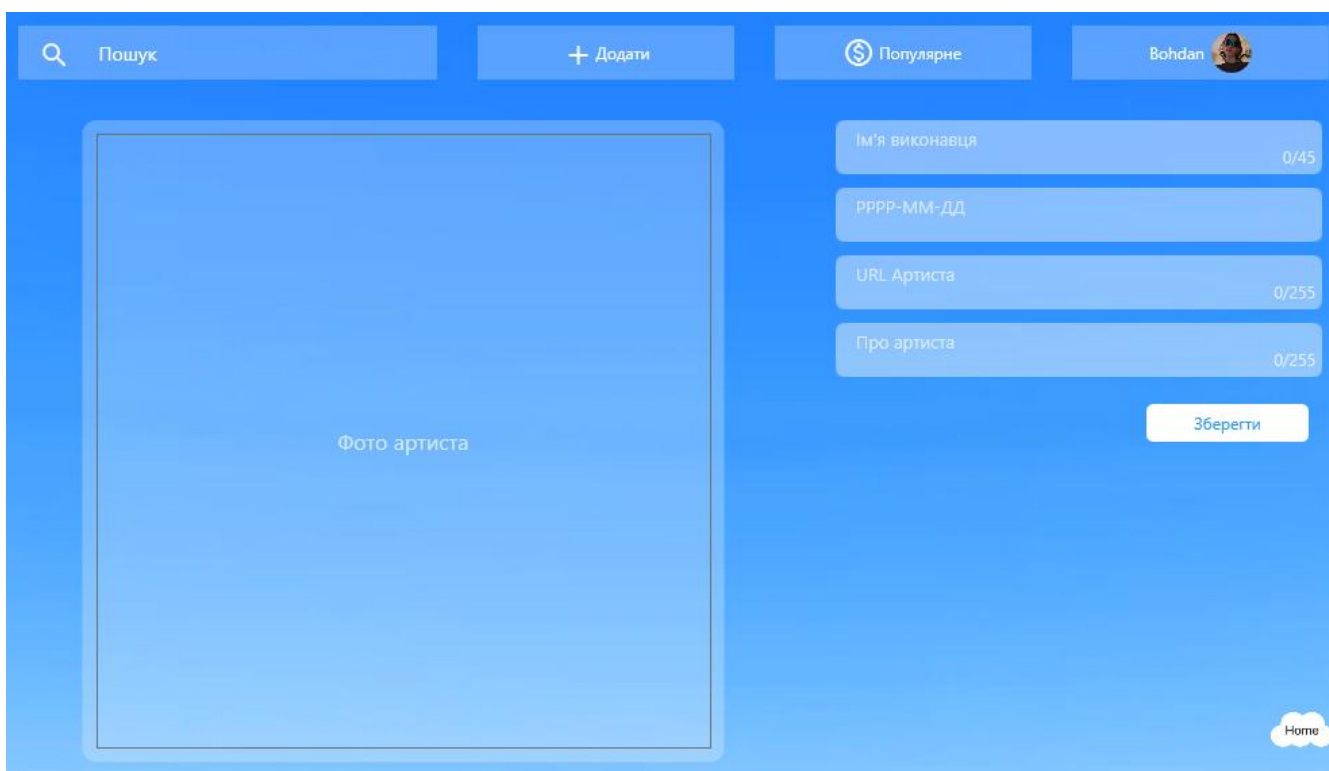 Пошук
Додати
Популярне
Bohdan
Ім'я виконавця
0/45
РРРР-ММ-ДД
URL Артиста
0/255
Про артиста
0/255
Зберегти
Фото артиста
Home